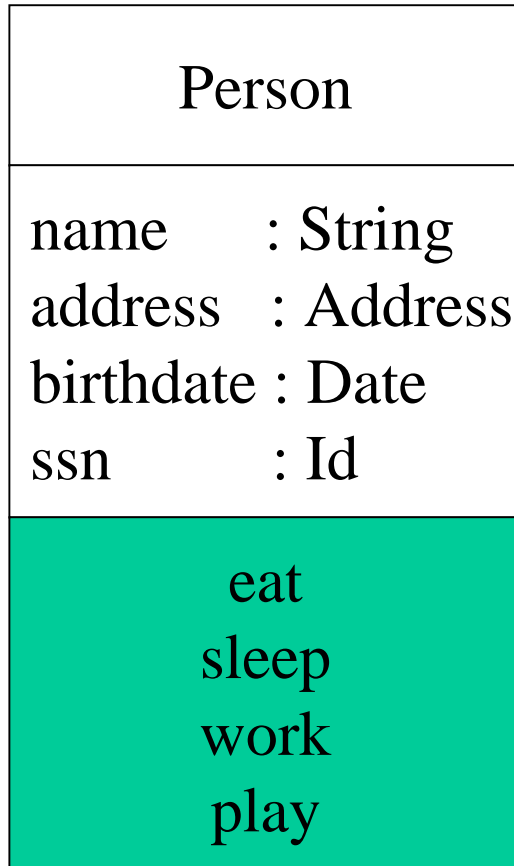 Person
name : String
address : Address
birthdate : Date
ssn : Id
eat
sleep
work
play